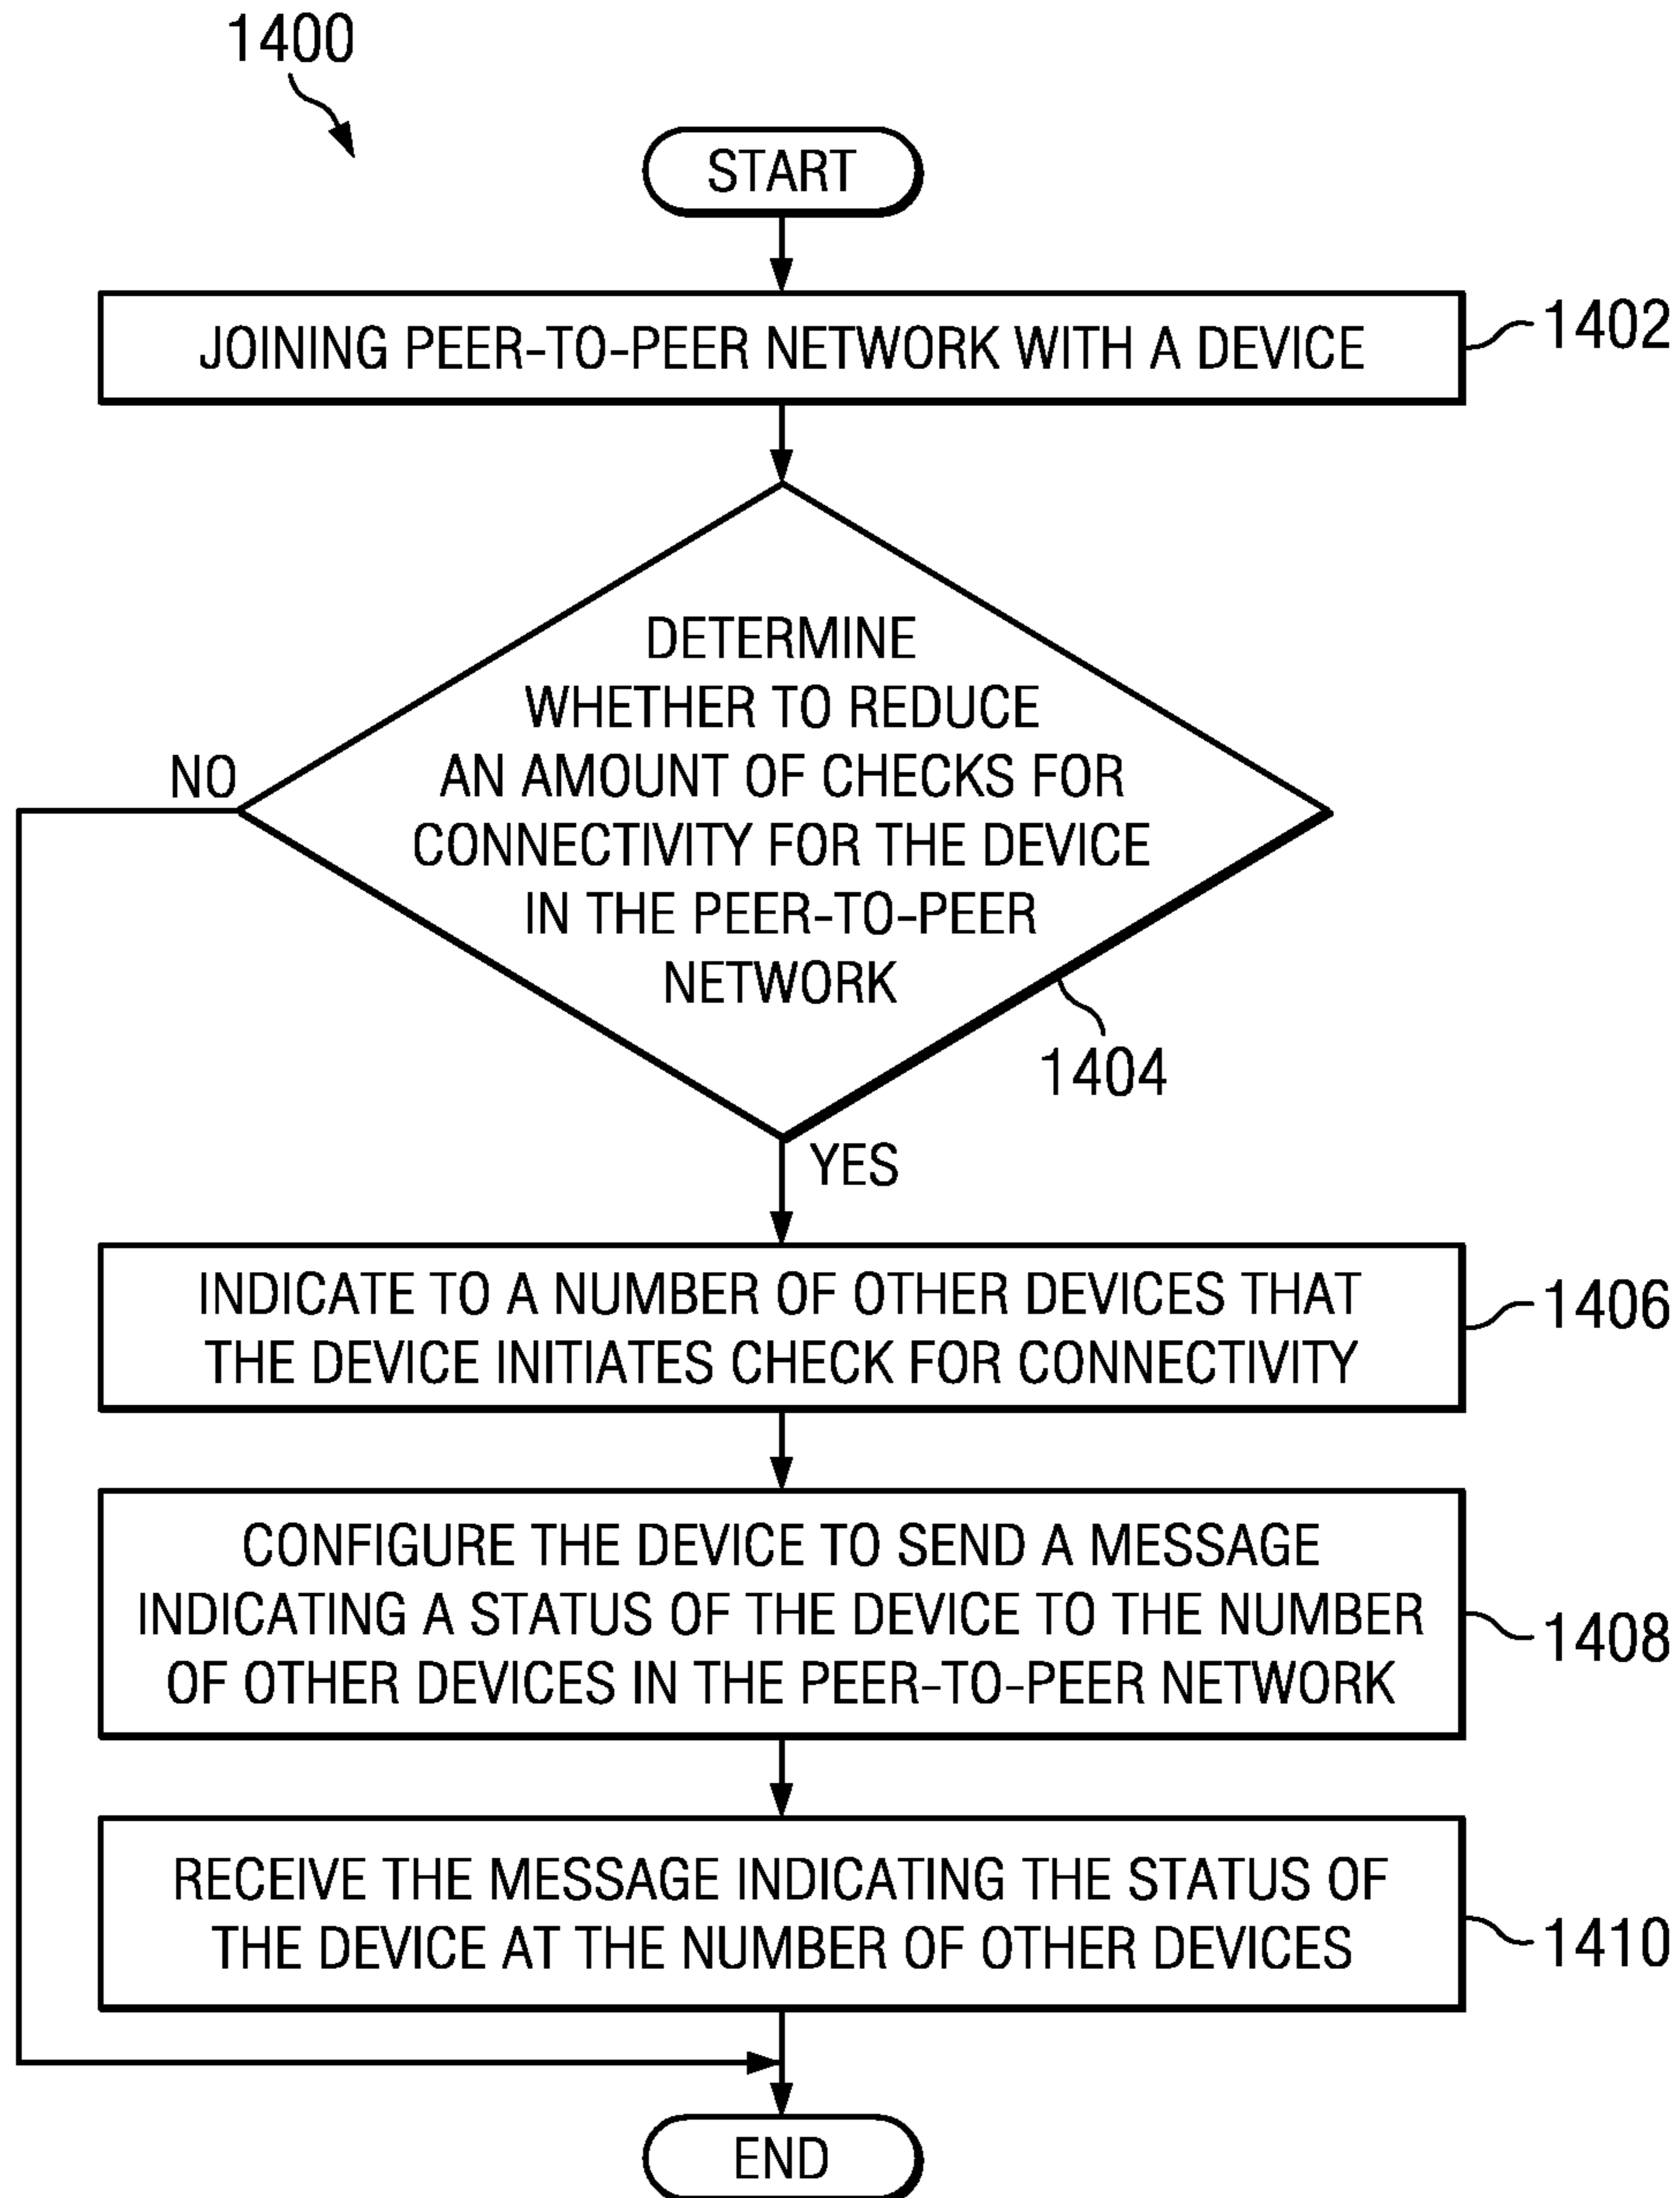 1400
START
JOINING PEER-TO-PEER NETWORK WITH A DEVICE
1402
DETERMINE
WHETHER TO REDUCE
AN AMOUNT OF CHECKS FOR
CONNECTIVITY FOR THE DEVICE
IN THE PEER-TO-PEER
NETWORK
NO
1404
YES
INDICATE TO A NUMBER OF OTHER DEVICES THAT
THE DEVICE INITIATES CHECK FOR CONNECTIVITY
1406
CONFIGURE THE DEVICE TO SEND A MESSAGE
INDICATING A STATUS OF THE DEVICE TO THE NUMBER
OF OTHER DEVICES IN THE PEER-TO-PEER NETWORK
1408
RECEIVE THE MESSAGE INDICATING THE STATUS OF
THE DEVICE AT THE NUMBER OF OTHER DEVICES
1410
END